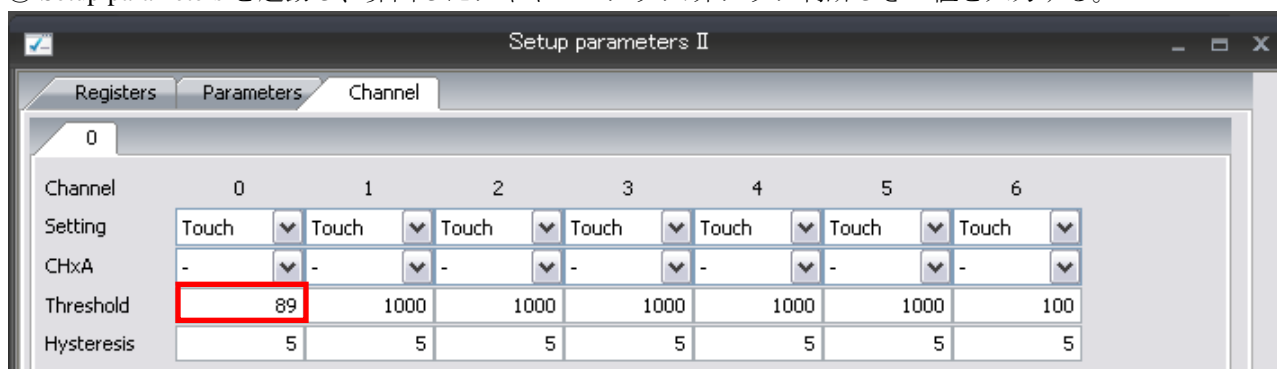 Setup parameters Ⅱ
Registers Parameters Channel
0
Channel 0 1 2 3 4 5 6
Setting Touch Touch Touch Touch Touch Touch Touch
CHxA - - - - - - -
Threshold 89 1000 1000 1000 1000 1000 100
Hysteresis 5 5 5 5 5 5 5